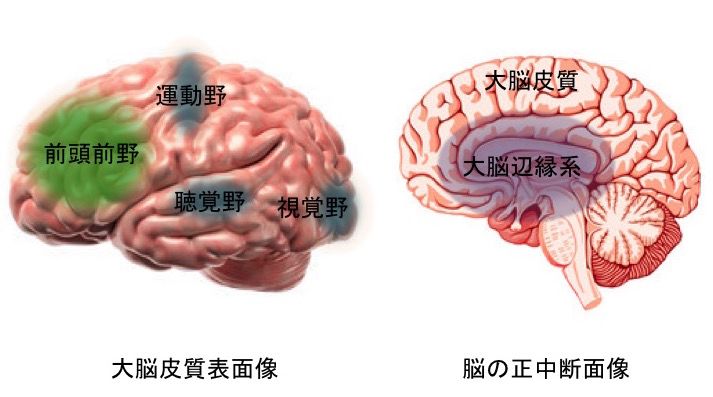 運動野
前頭前野
聴覚野
視覚野
大脳皮質
大脳辺縁系
大脳皮質表面像
脳の正中断面像